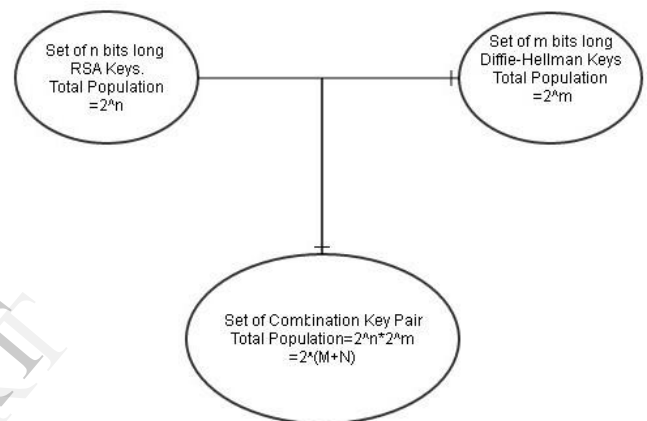 Set of n bits long
RSA Keys.
Total Population
=2^n
Set of m bits long
Diffie-Hellman Keys
Total Population
=2^m
Set of Combination Key Pair
Total Population=2^n*2^m
=2^(M+N)